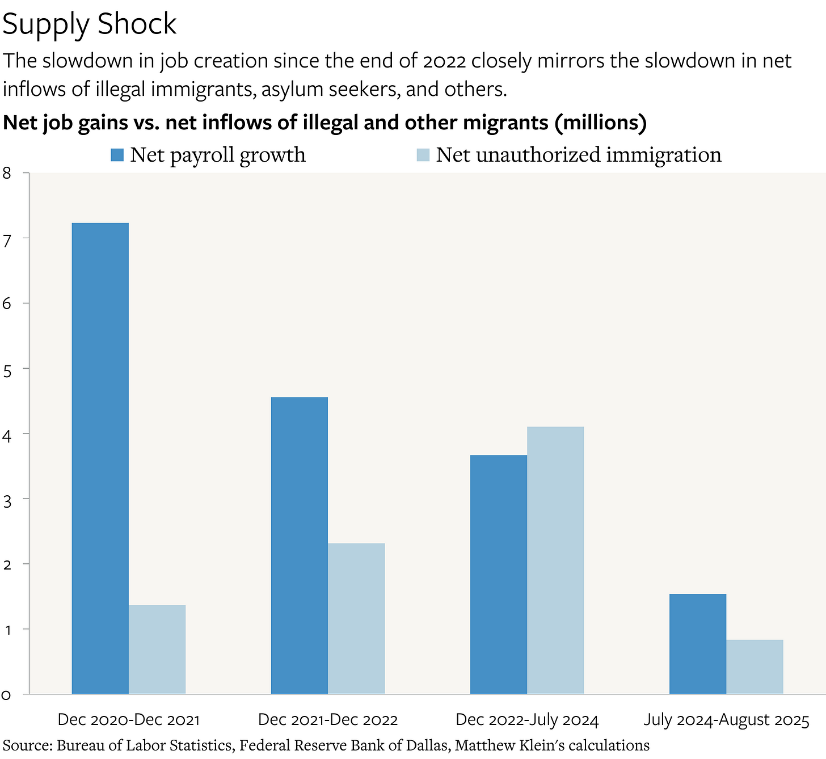 Supply Shock
The slowdown in job creation since the end of 2022 closely mirrors the slowdown in net
inflows of illegal immigrants, asylum seekers, and others.
Net job gains vs. net inflows of illegal and other migrants (millions)
Net payroll growth
Net unauthorized immigration
8
7
6
5
4
3
2
1
0
Dec 2020-Dec 2021
Dec 2021-Dec 2022
Dec 2022-July 2024
July 2024-August 2025
Source: Bureau of Labor Statistics, Federal Reserve Bank of Dallas, Matthew Klein's calculations